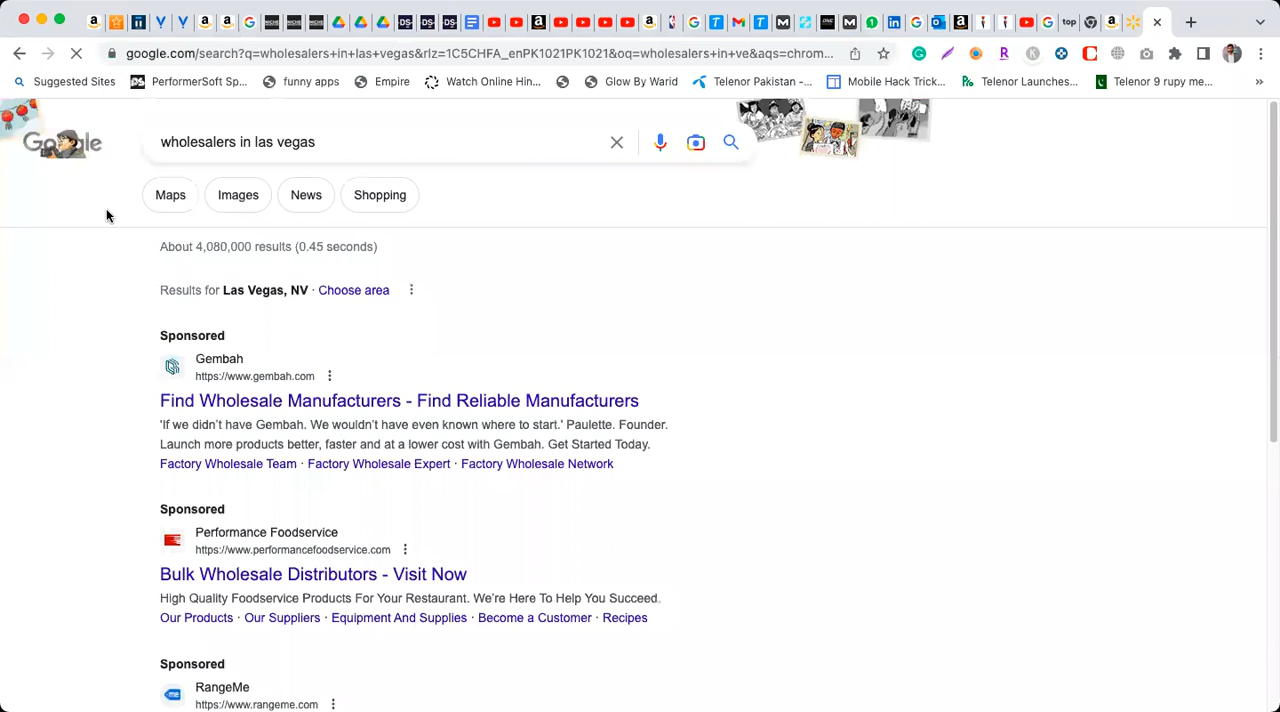 google.com/search?q=wholesalers+in+las+vegas&rlz=1C5CHFA_enPK1021PK1021&oq=wholesalers+in+ve&aqs=chrom...
Suggested Sites PerformerSoft Sp... funny apps Empire Watch Online Hin... Glow By Warid Telenor Pakistan -... Mobile Hack Trick... Telenor Launches... Telenor 9 rupy me... »
Google wholesalers in las vegas
Maps Images News Shopping
About 4,080,000 results (0.45 seconds)
Results for Las Vegas, NV · Choose area
Sponsored
Gembah
https://www.gembah.com
Find Wholesale Manufacturers - Find Reliable Manufacturers
'If we didn't have Gembah. We wouldn't have even known where to start.' Paulette. Founder.
Launch more products better, faster and at a lower cost with Gembah. Get Started Today.
Factory Wholesale Team · Factory Wholesale Expert · Factory Wholesale Network
Sponsored
Performance Foodservice
https://www.performancefoodservice.com
Bulk Wholesale Distributors - Visit Now
High Quality Foodservice Products For Your Restaurant. We're Here To Help You Succeed.
Our Products · Our Suppliers · Equipment And Supplies · Become a Customer · Recipes
Sponsored
RangeMe
https://www.rangeme.com